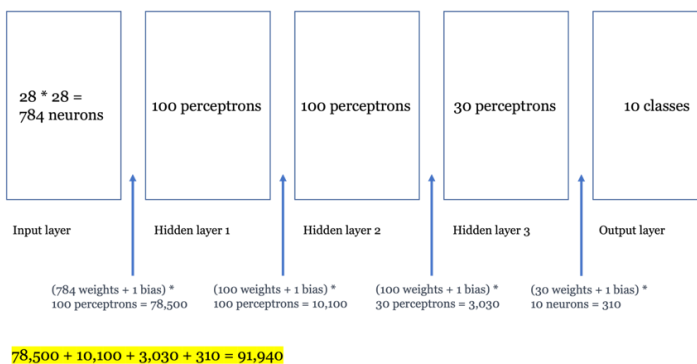 28 * 28 =
784 neurons
100 perceptrons
100 perceptrons
30 perceptrons
10 classes
Input layer
Hidden layer 1
Hidden layer 2
Hidden layer 3
Output layer
(784 weights + 1 bias) *
100 perceptrons = 78,500
(100 weights + 1 bias) *
100 perceptrons = 10,100
(100 weights + 1 bias) *
30 perceptrons = 3,030
(30 weights + 1 bias) *
10 neurons = 310
78,500 + 10,100 + 3,030 + 310 = 91,940